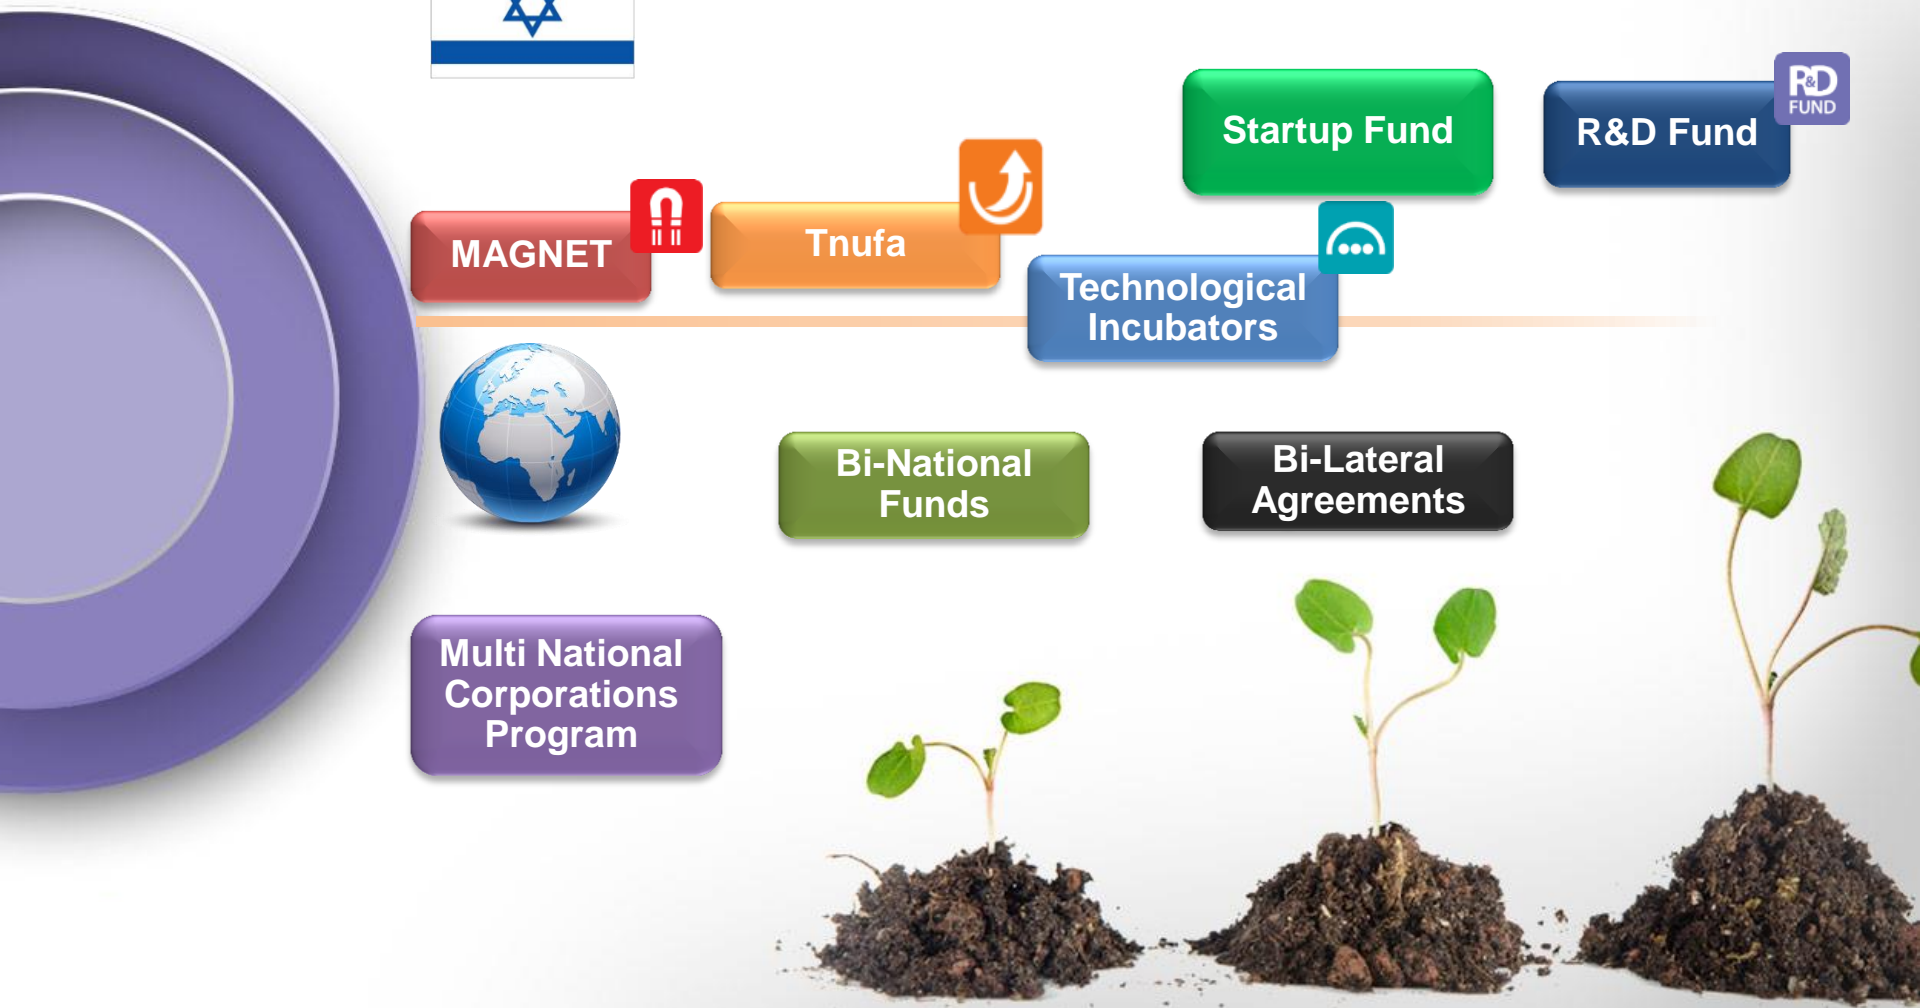 Startup Fund
R&D Fund
R&D
FUND
MAGNET
Tnufa
Technological
Incubators
Bi-National
Funds
Bi-Lateral
Agreements
Multi National
Corporations
Program